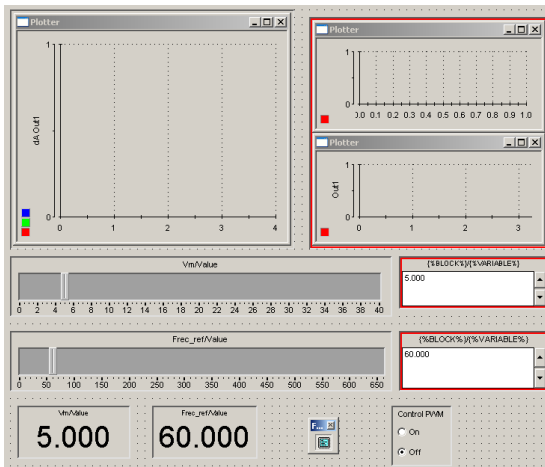 Plotter
1
dA Out1
0
0 1 2 3 4
Plotter
1
0
0.1 0.2 0.3 0.4 0.5 0.6 0.7 0.8 0.9 1.0
Plotter
1
Out1
0
0 1 2 3
Vm/Value
0 2 4 6 8 10 12 14 16 18 20 22 24 26 28 30 32 34 36 38 40
{%BLOCK%}/{%VARIABLE%}
5.000
Frec_ref/Value
0 50 100 150 200 250 300 350 400 450 500 550 600 650
{%BLOCK%}/{%VARIABLE%}
60.000
Vm/Value
5.000
Frec_ref/Value
60.000
F...
Control PWM
On
Off